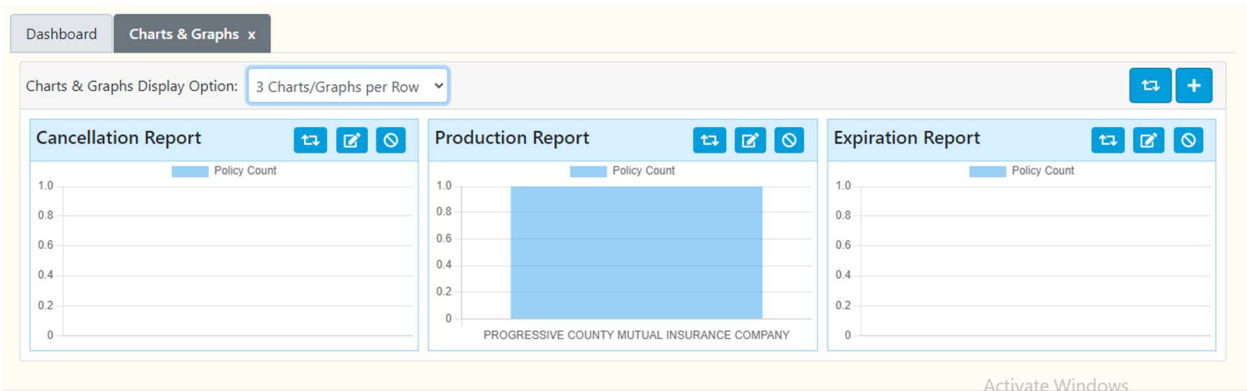 Dashboard
Charts & Graphs x
Charts & Graphs Display Option: 3 Charts/Graphs per Row
Cancellation Report
Policy Count
1.0
0.8
0.6
0.4
0.2
0
Production Report
Policy Count
1.0
0.8
0.6
0.4
0.2
0
PROGRESSIVE COUNTY MUTUAL INSURANCE COMPANY
Expiration Report
Policy Count
1.0
0.8
0.6
0.4
0.2
0
Activate Windows